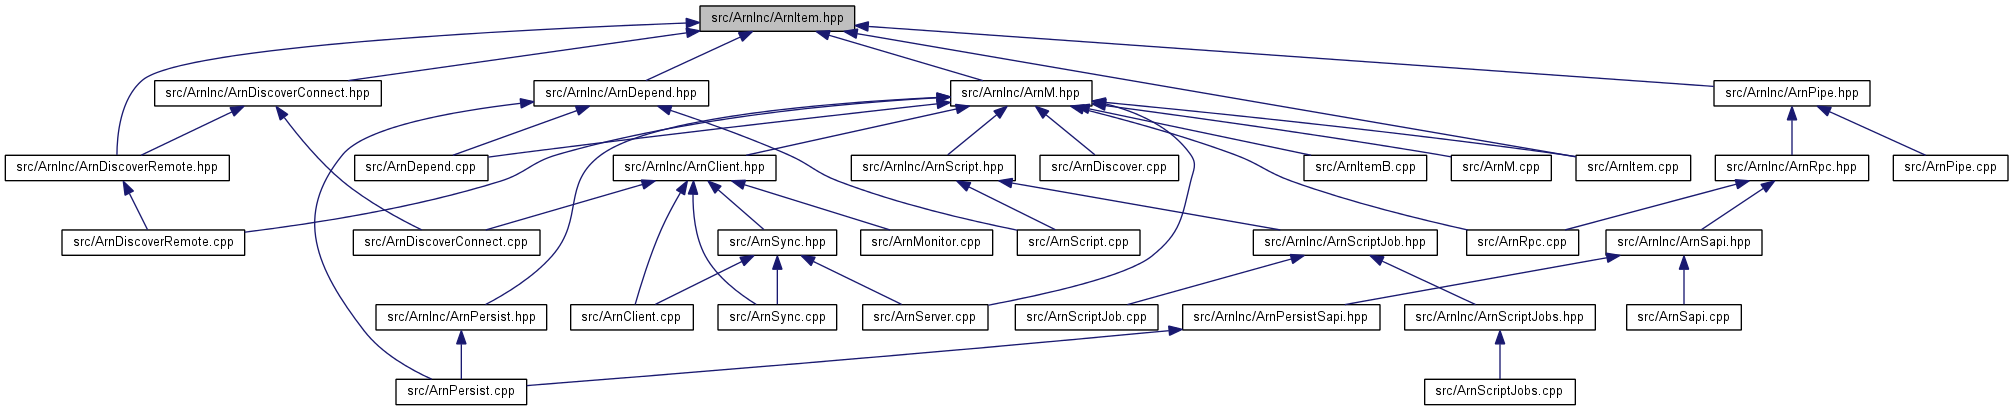 src/ArnInc/ArnItem.hpp
src/ArnInc/ArnDiscoverConnect.hpp
src/ArnInc/ArnDepend.hpp
src/ArnInc/ArnM.hpp
src/ArnInc/ArnPipe.hpp
src/ArnInc/ArnDiscoverRemote.hpp
src/ArnDepend.cpp
src/ArnInc/ArnClient.hpp
src/ArnInc/ArnScript.hpp
src/ArnDiscover.cpp
src/ArnItemB.cpp
src/ArnM.cpp
src/ArnItem.cpp
src/ArnInc/ArnRpc.hpp
src/ArnPipe.cpp
src/ArnDiscoverRemote.cpp
src/ArnDiscoverConnect.cpp
src/ArnSync.hpp
src/ArnMonitor.cpp
src/ArnScript.cpp
src/ArnInc/ArnScriptJob.hpp
src/ArnRpc.cpp
src/ArnInc/ArnSapi.hpp
src/ArnInc/ArnPersist.hpp
src/ArnClient.cpp
src/ArnSync.cpp
src/ArnServer.cpp
src/ArnScriptJob.cpp
src/ArnInc/ArnPersistSapi.hpp
src/ArnInc/ArnScriptJobs.hpp
src/ArnSapi.cpp
src/ArnPersist.cpp
src/ArnScriptJobs.cpp